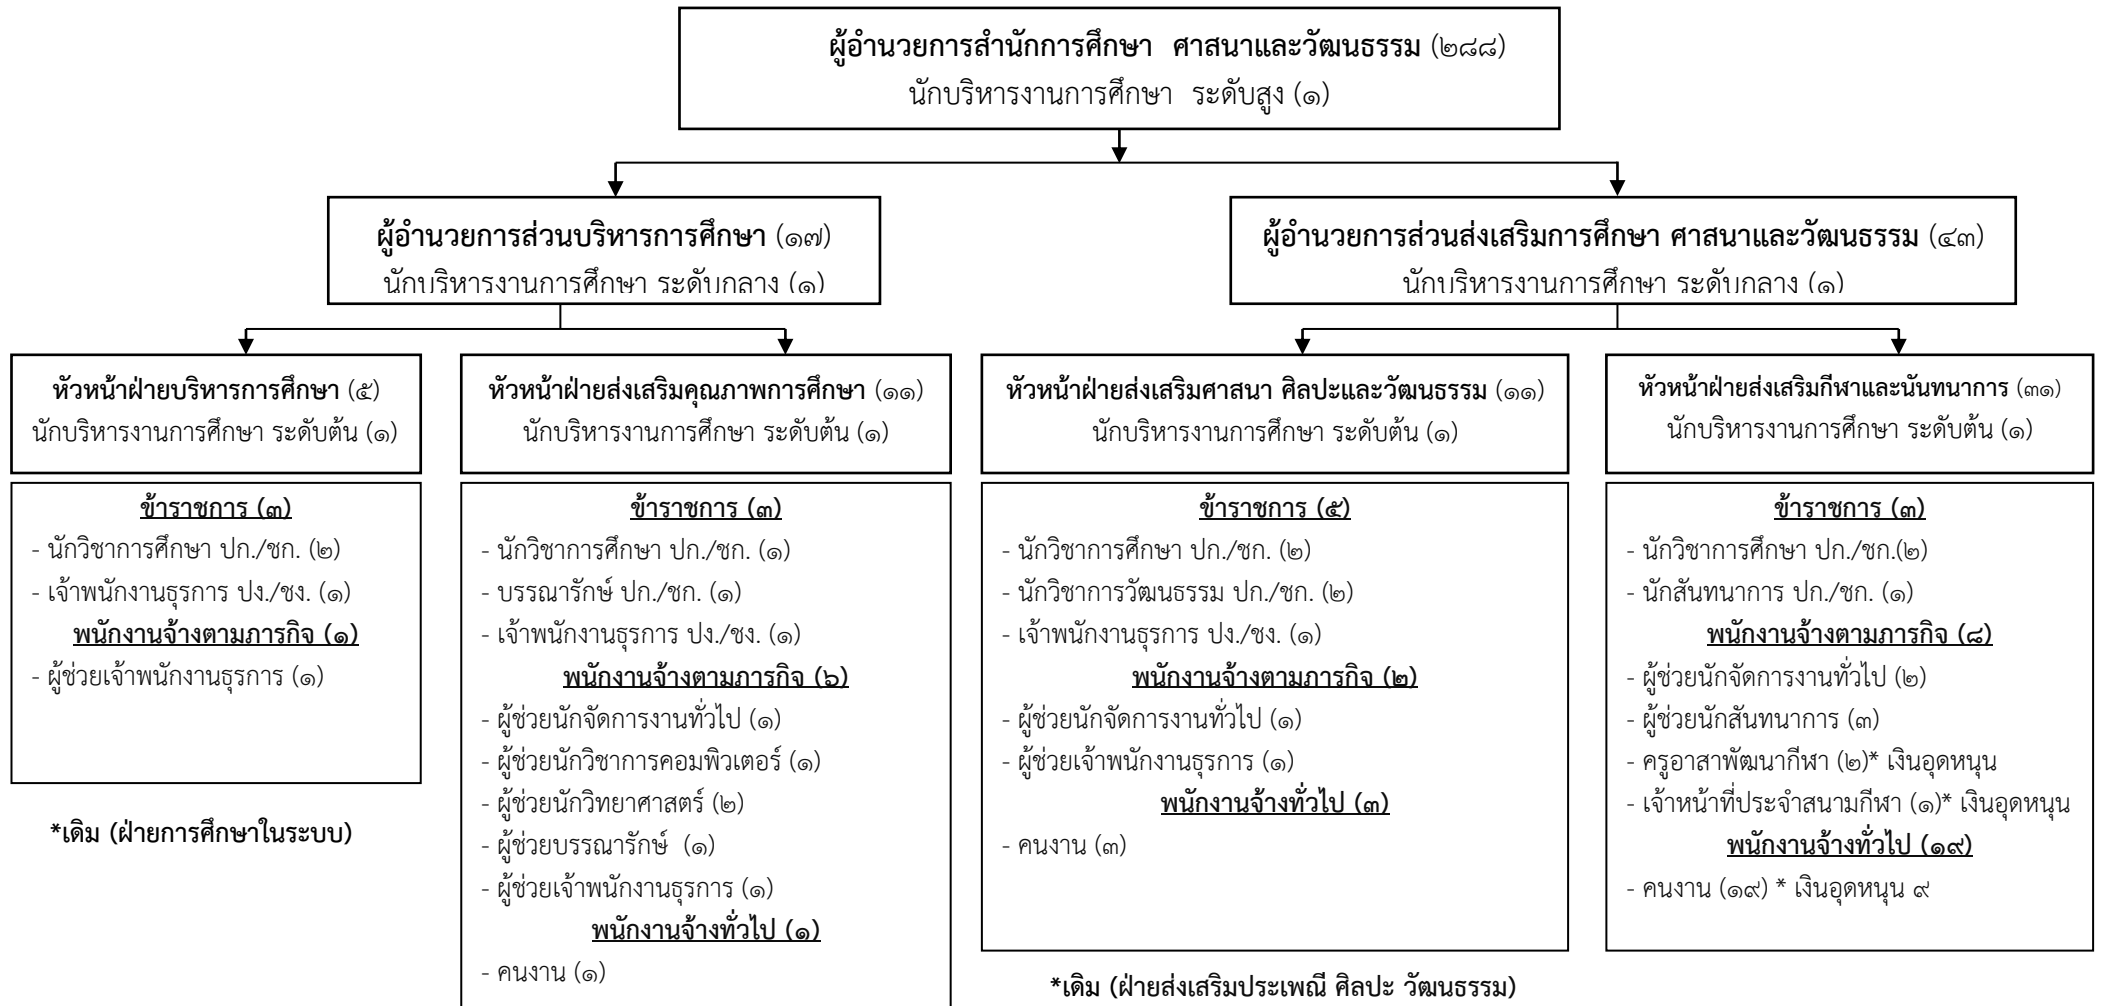 ผู้อำนวยการสำนักการศึกษา ศาสนาและวัฒนธรรม (๒๘๘)
นักบริหารงานการศึกษา ระดับสูง (๑)
ผู้อำนวยการส่วนบริหารการศึกษา (๑๗)
นักบริหารงานการศึกษา ระดับกลาง (๑)
ผู้อำนวยการส่วนส่งเสริมการศึกษา ศาสนาและวัฒนธรรม (๔๓)
นักบริหารงานการศึกษา ระดับกลาง (๑)
หัวหน้าฝ่ายบริหารการศึกษา (๕)
นักบริหารงานการศึกษา ระดับต้น (๑)
ข้าราชการ (๓)
- นักวิชาการศึกษา ปก./ชก. (๒)
- เจ้าพนักงานธุรการ ปง./ชง. (๑)
พนักงานจ้างตามภารกิจ (๑)
- ผู้ช่วยเจ้าพนักงานธุรการ (๑)
*เดิม (ฝ่ายการศึกษาในระบบ)
หัวหน้าฝ่ายส่งเสริมคุณภาพการศึกษา (๑๑)
นักบริหารงานการศึกษา ระดับต้น (๑)
ข้าราชการ (๓)
- นักวิชาการศึกษา ปก./ชก. (๑)
- บรรณารักษ์ ปก./ชก. (๑)
- เจ้าพนักงานธุรการ ปง./ชง. (๑)
พนักงานจ้างตามภารกิจ (๖)
- ผู้ช่วยนักจัดการงานทั่วไป (๑)
- ผู้ช่วยนักวิชาการคอมพิวเตอร์ (๑)
- ผู้ช่วยนักวิทยาศาสตร์ (๒)
- ผู้ช่วยบรรณารักษ์ (๑)
- ผู้ช่วยเจ้าพนักงานธุรการ (๑)
พนักงานจ้างทั่วไป (๑)
- คนงาน (๑)
หัวหน้าฝ่ายส่งเสริมศาสนา ศิลปะและวัฒนธรรม (๑๑)
นักบริหารงานการศึกษา ระดับต้น (๑)
ข้าราชการ (๕)
- นักวิชาการศึกษา ปก./ชก. (๒)
- นักวิชาการวัฒนธรรม ปก./ชก. (๒)
- เจ้าพนักงานธุรการ ปง./ชง. (๑)
พนักงานจ้างตามภารกิจ (๒)
- ผู้ช่วยนักจัดการงานทั่วไป (๑)
- ผู้ช่วยเจ้าพนักงานธุรการ (๑)
พนักงานจ้างทั่วไป (๓)
- คนงาน (๓)
*เดิม (ฝ่ายส่งเสริมประเพณี ศิลปะ วัฒนธรรม)
หัวหน้าฝ่ายส่งเสริมกีฬาและนันทนาการ (๓๑)
นักบริหารงานการศึกษา ระดับต้น (๑)
ข้าราชการ (๓)
- นักวิชาการศึกษา ปก./ชก.(๒)
- นักสันทนาการ ปก./ชก. (๑)
พนักงานจ้างตามภารกิจ (๘)
- ผู้ช่วยนักจัดการงานทั่วไป (๒)
- ผู้ช่วยนักสันทนาการ (๓)
- ครูอาสาพัฒนากีฬา (๒)* เงินอุดหนุน
- เจ้าหน้าที่ประจำสนามกีฬา (๑)* เงินอุดหนุน
พนักงานจ้างทั่วไป (๑๙)
- คนงาน (๑๙) * เงินอุดหนุน ๙